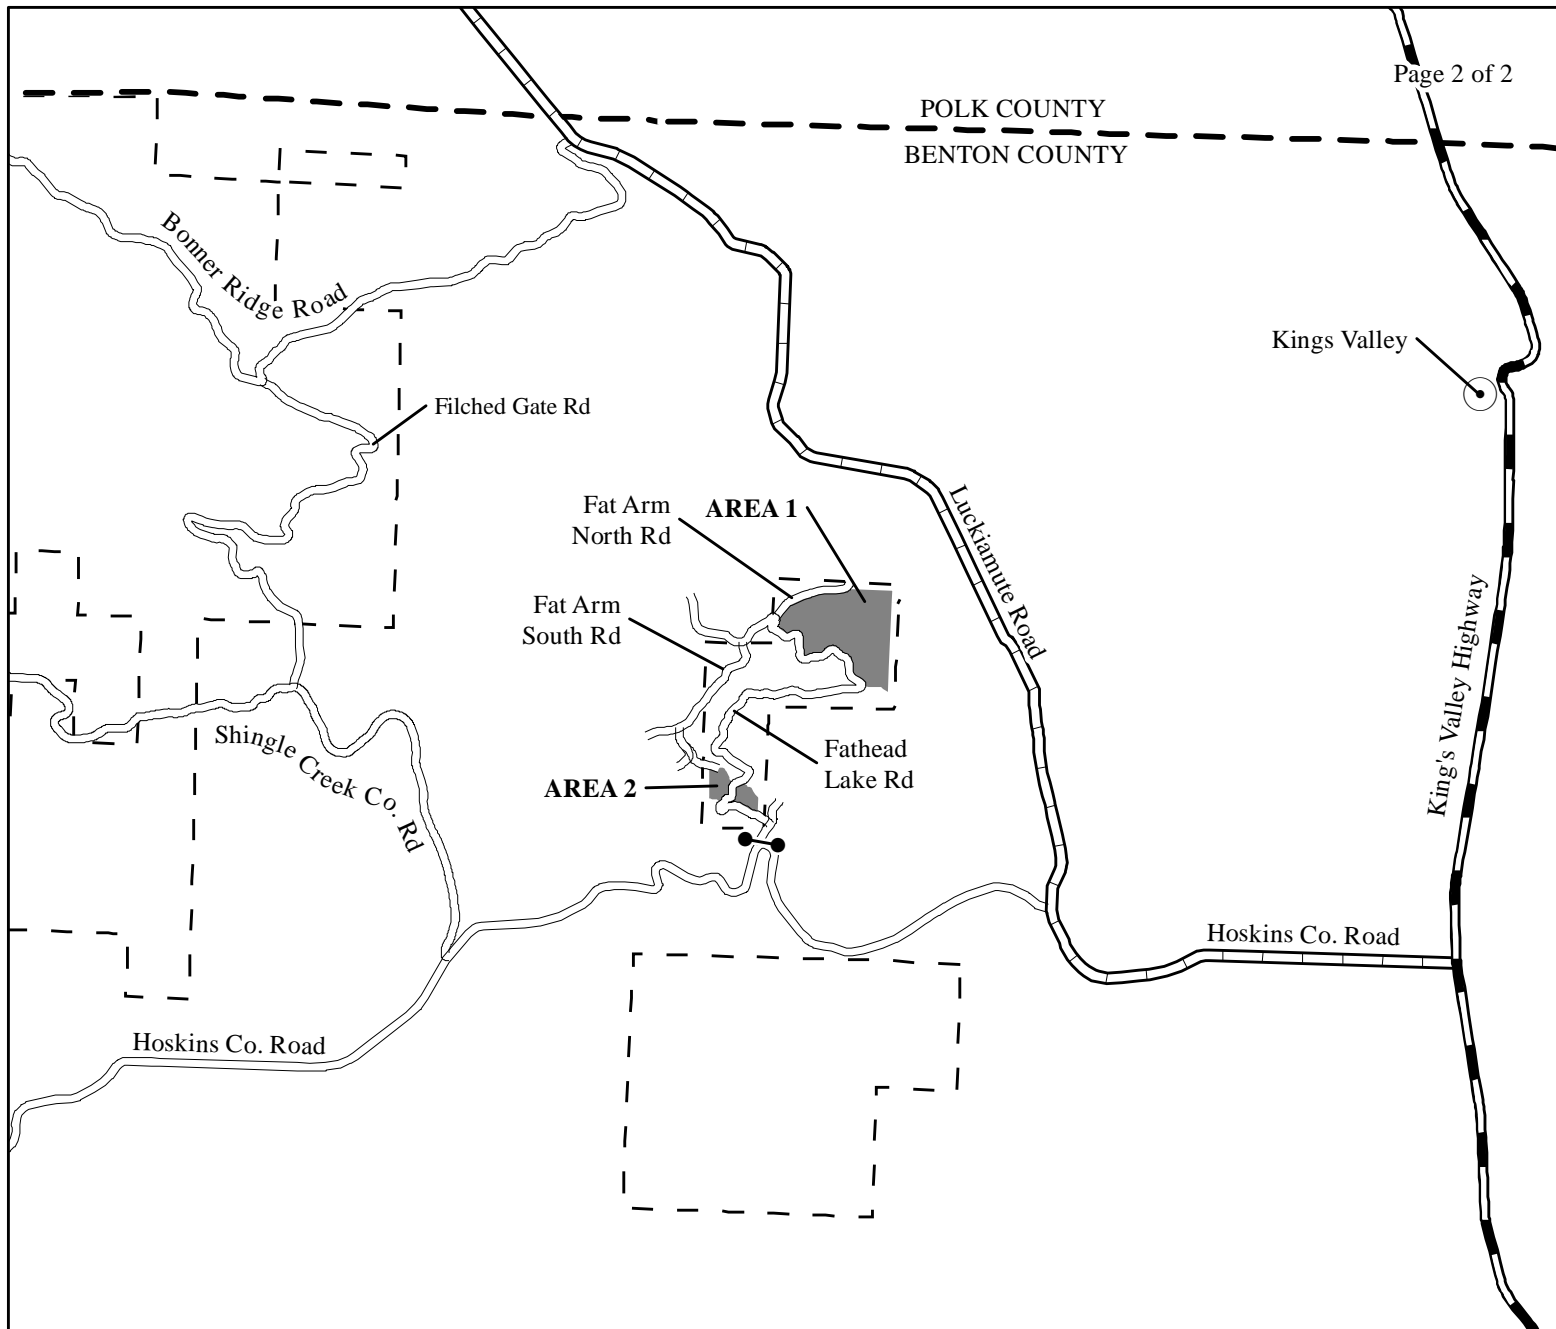 Page 2 of 2
POLK COUNTY
BENTON COUNTY
Bonner Ridge Road
Kings Valley
Filched Gate Rd
Fat Arm
North Rd
AREA 1
Luckiamute Road
Fat Arm
South Rd
King's Valley Highway
Shingle Creek Co. Rd
Fathead
Lake Rd
AREA 2
Hoskins Co. Road
Hoskins Co. Road